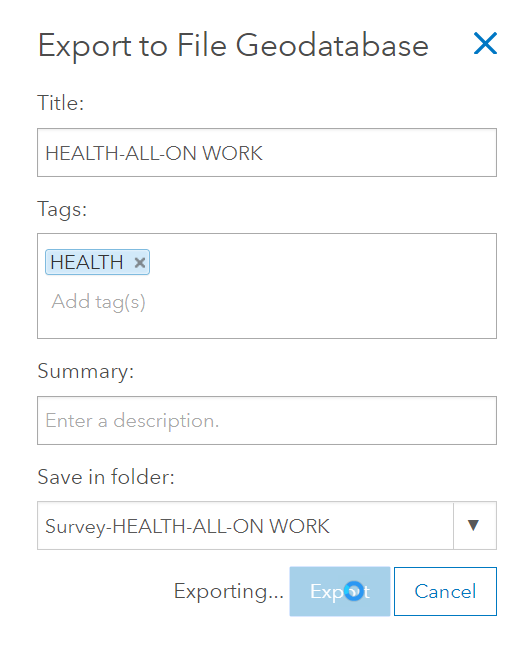 Export to File Geodatabase
Title:
HEALTH-ALL-ON WORK
Tags:
HEALTH
Add tag(s)
Summary:
Enter a description.
Save in folder:
Survey-HEALTH-ALL-ON WORK
Exporting... Export Cancel